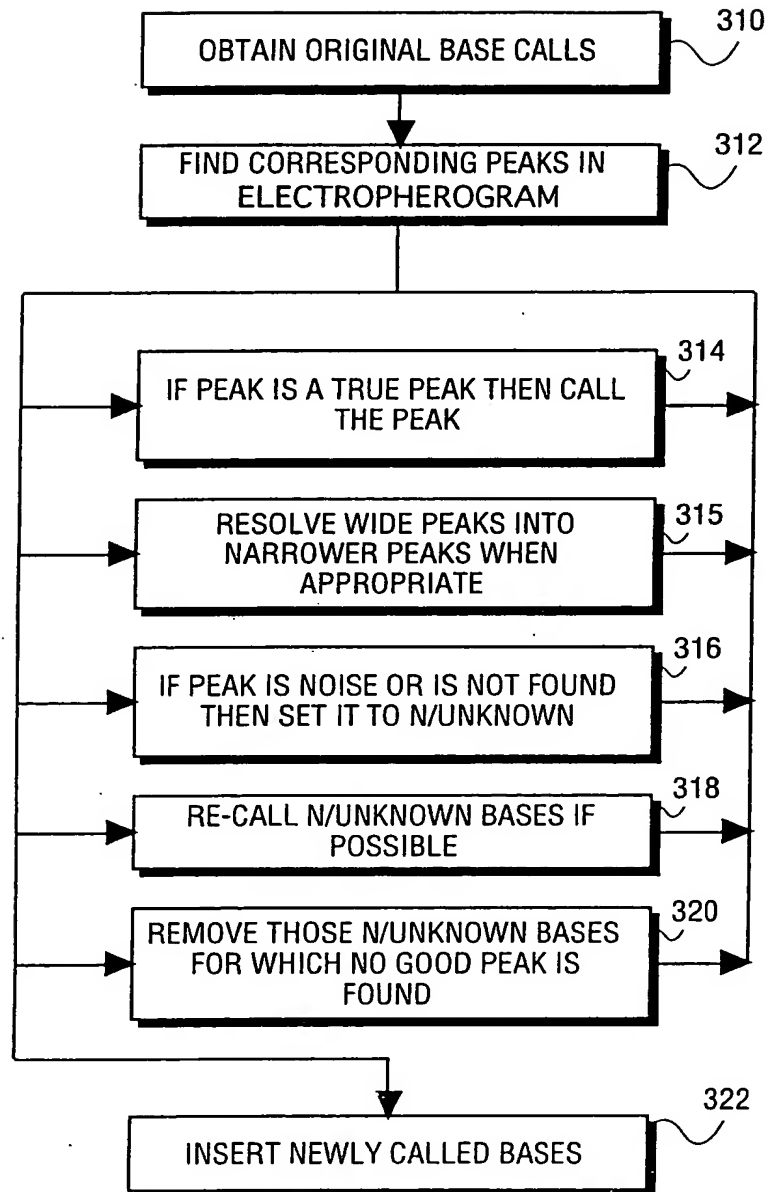 OBTAIN ORIGINAL BASE CALLS
310
FIND CORRESPONDING PEAKS IN
ELECTROPHEROGRAM
312
IF PEAK IS A TRUE PEAK THEN CALL
THE PEAK
314
RESOLVE WIDE PEAKS INTO
NARROWER PEAKS WHEN
APPROPRIATE
315
IF PEAK IS NOISE OR IS NOT FOUND
THEN SET IT TO N/UNKNOWN
316
RE-CALL N/UNKNOWN BASES IF
POSSIBLE
318
REMOVE THOSE N/UNKNOWN BASES
FOR WHICH NO GOOD PEAK IS
FOUND
320
INSERT NEWLY CALLED BASES
322